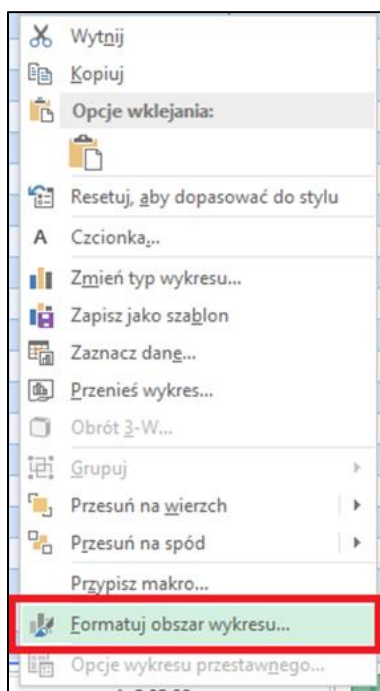 Wytnij
Kopiuj
Opcje wklejania:
Resetuj, aby dopasować do stylu
A Czcionka...
Zmień typ wykresu...
Zapisz jako szablon
Zaznacz dane...
Przenieś wykres...
Obrót 3-W...
Grupuj
Przesuń na wierzch
Przesuń na spód
Przypisz makro...
Formatuj obszar wykresu...
Opcje wykresu przestawnego...